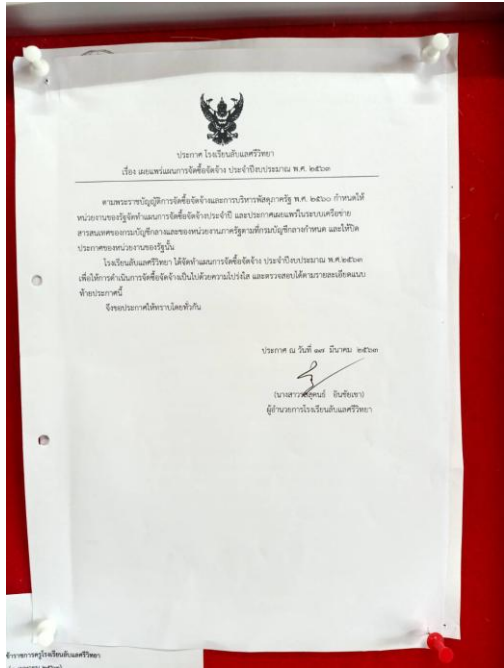 ประกาศ โรงเรียนลับแลศรีวิทยา
เรื่อง เผยแพร่แผนการจัดซื้อจัดจ้าง ประจำปีงบประมาณ พ.ศ. ๒๕๖๓
ตามพระราชบัญญัติการจัดซื้อจัดจ้างและการบริหารพัสดุภาครัฐ พ.ศ. ๒๕๖๐ กำหนดให้
หน่วยงานของรัฐจัดทำแผนการจัดซื้อจัดจ้างประจำปี และประกาศเผยแพร่ในระบบเครือข่าย
สารสนเทศของกรมบัญชีกลางและของหน่วยงานภาครัฐตามที่กรมบัญชีกลางกำหนด และให้ปิด
ประกาศของหน่วยงานของรัฐนั้น
โรงเรียนลับแลศรีวิทยา ได้จัดทำแผนการจัดซื้อจัดจ้าง ประจำปีงบประมาณ พ.ศ.๒๕๖๓
เพื่อให้การดำเนินการจัดซื้อจัดจ้างเป็นไปด้วยความโปร่งใส และตรวจสอบได้ตามรายละเอียดแนบ
ท้ายประกาศนี้
จึงขอประกาศให้ทราบโดยทั่วกัน
ประกาศ ณ วันที่ ๑๗ มีนาคม ๒๕๖๓
อินชัยเขา)
ผู้อำนวยการโรงเรียนลับแลศรีวิทยา
ข้าราชการครูโรงเรียนลับแลศรีวิทยา